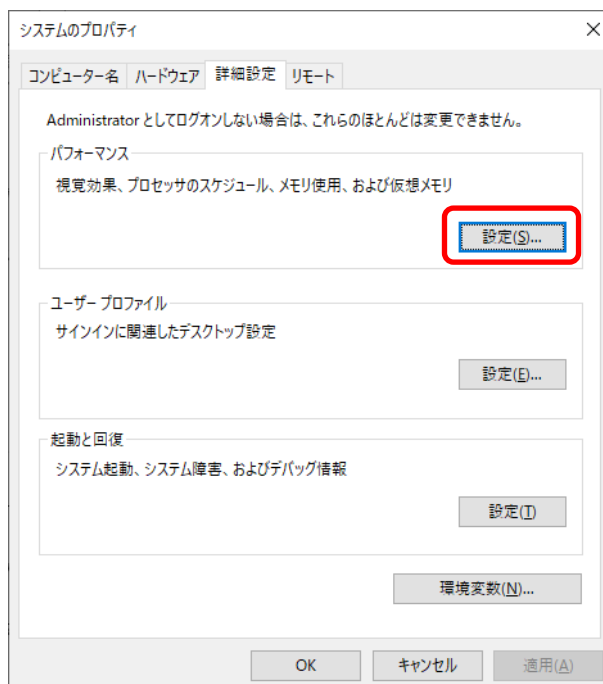 システムのプロパティ
コンピューター名 ハードウェア 詳細設定 リモート
Administrator としてログオンしない場合は、これらのほとんどは変更できません。
パフォーマンス
視覚効果、プロセッサのスケジュール、メモリ使用、および仮想メモリ
設定(S)...
ユーザー プロファイル
サインインに関連したデスクトップ設定
設定(E)...
起動と回復
システム起動、システム障害、およびデバッグ情報
設定(T)
環境変数(N)...
OK キャンセル 適用(A)